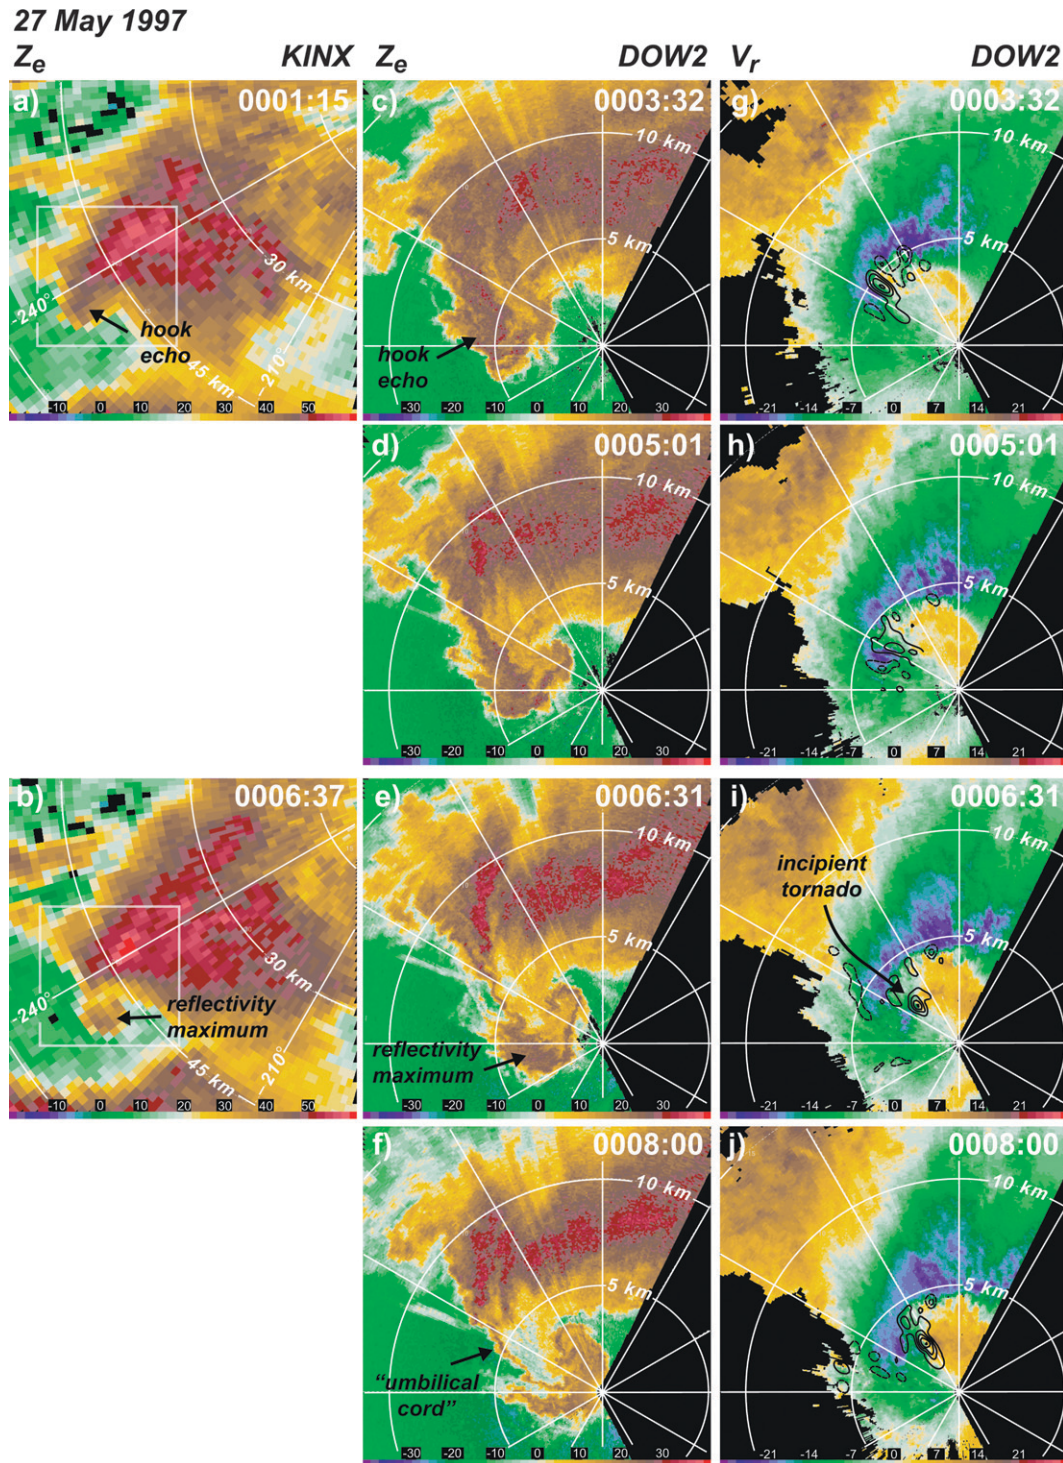 27 May 1997
Ze KINX Ze DOW2 Vr DOW2
a) 0001:15 c) 0003:32 g) 0003:32
10 km 10 km
5 km 5 km
30 km
240°
hook
echo
hook
echo
45 km 210°
-10 0 10 20 30 40 50 -30 -20 -10 0 10 20 30 -21 -14 -7 0 7 14 21
d) 0005:01 h) 0005:01
10 km 10 km
5 km 5 km
-30 -20 -10 0 10 20 30 -21 -14 -7 0 7 14 21
b) 0006:37 e) 0006:31 i) 0006:31
10 km 10 km
incipient
tornado
5 km 5 km
30 km
240°
reflectivity
maximum
reflectivity
maximum
45 km 210°
-10 0 10 20 30 40 50 -30 -20 -10 0 10 20 30 -21 -14 -7 0 7 14 21
f) 0008:00 j) 0008:00
10 km 10 km
5 km 5 km
“umbilical
cord”
-30 -20 -10 0 10 20 30 -21 -14 -7 0 7 14 21